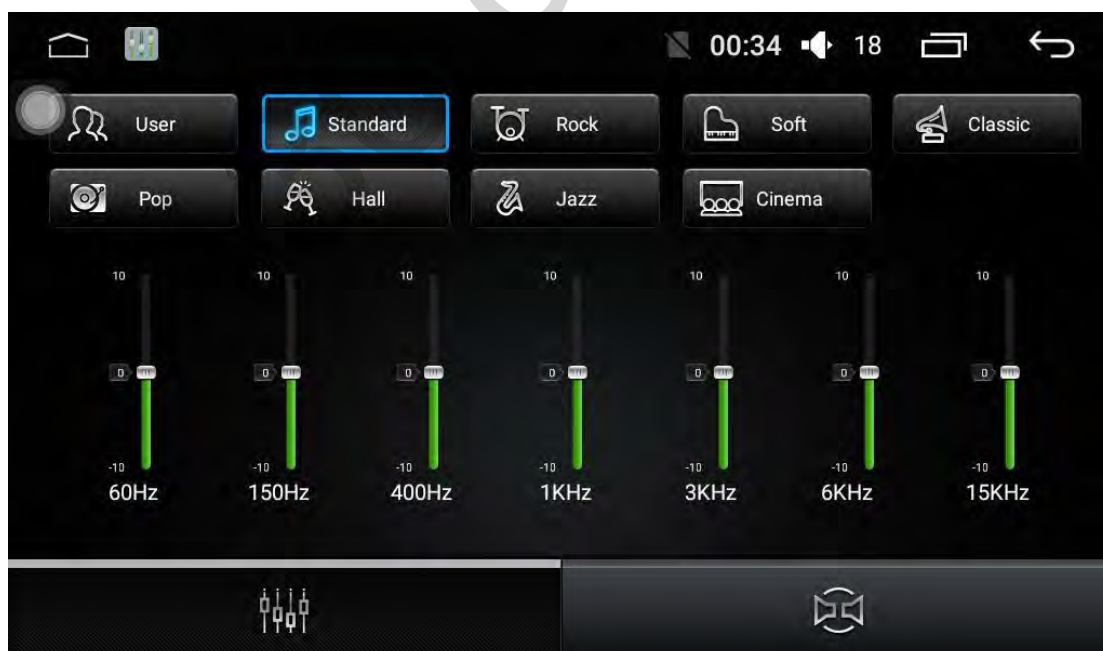 00:34 18
User Standard Rock Soft Classic
Pop Hall Jazz Cinema
10 10 10 10 10 10 10
0 0 0 0 0 0 0
-10 -10 -10 -10 -10 -10 -10
60Hz 150Hz 400Hz 1KHz 3KHz 6KHz 15KHz